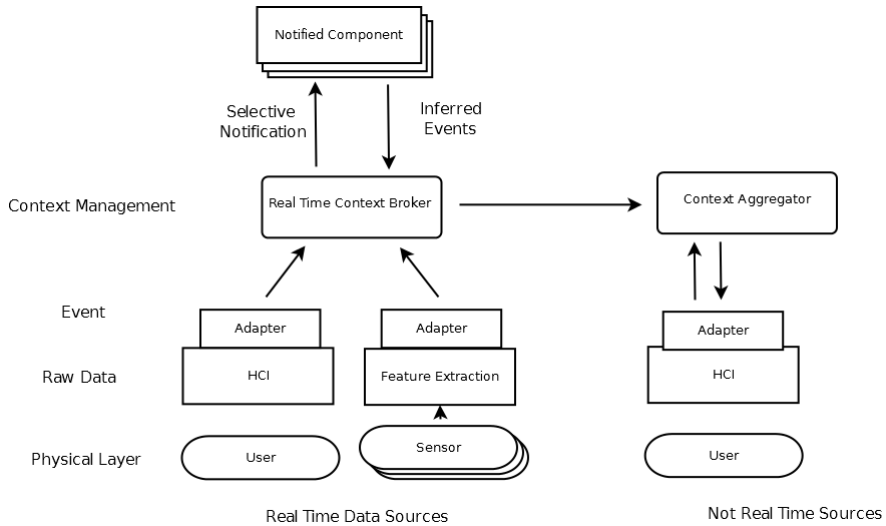 Notified Component
Selective
Notification
Inferred
Events
Context Management
Real Time Context Broker
Context Aggregator
Event
Adapter
Adapter
Adapter
Raw Data
HCI
Feature Extraction
HCI
Physical Layer
User
Sensor
User
Real Time Data Sources
Not Real Time Sources